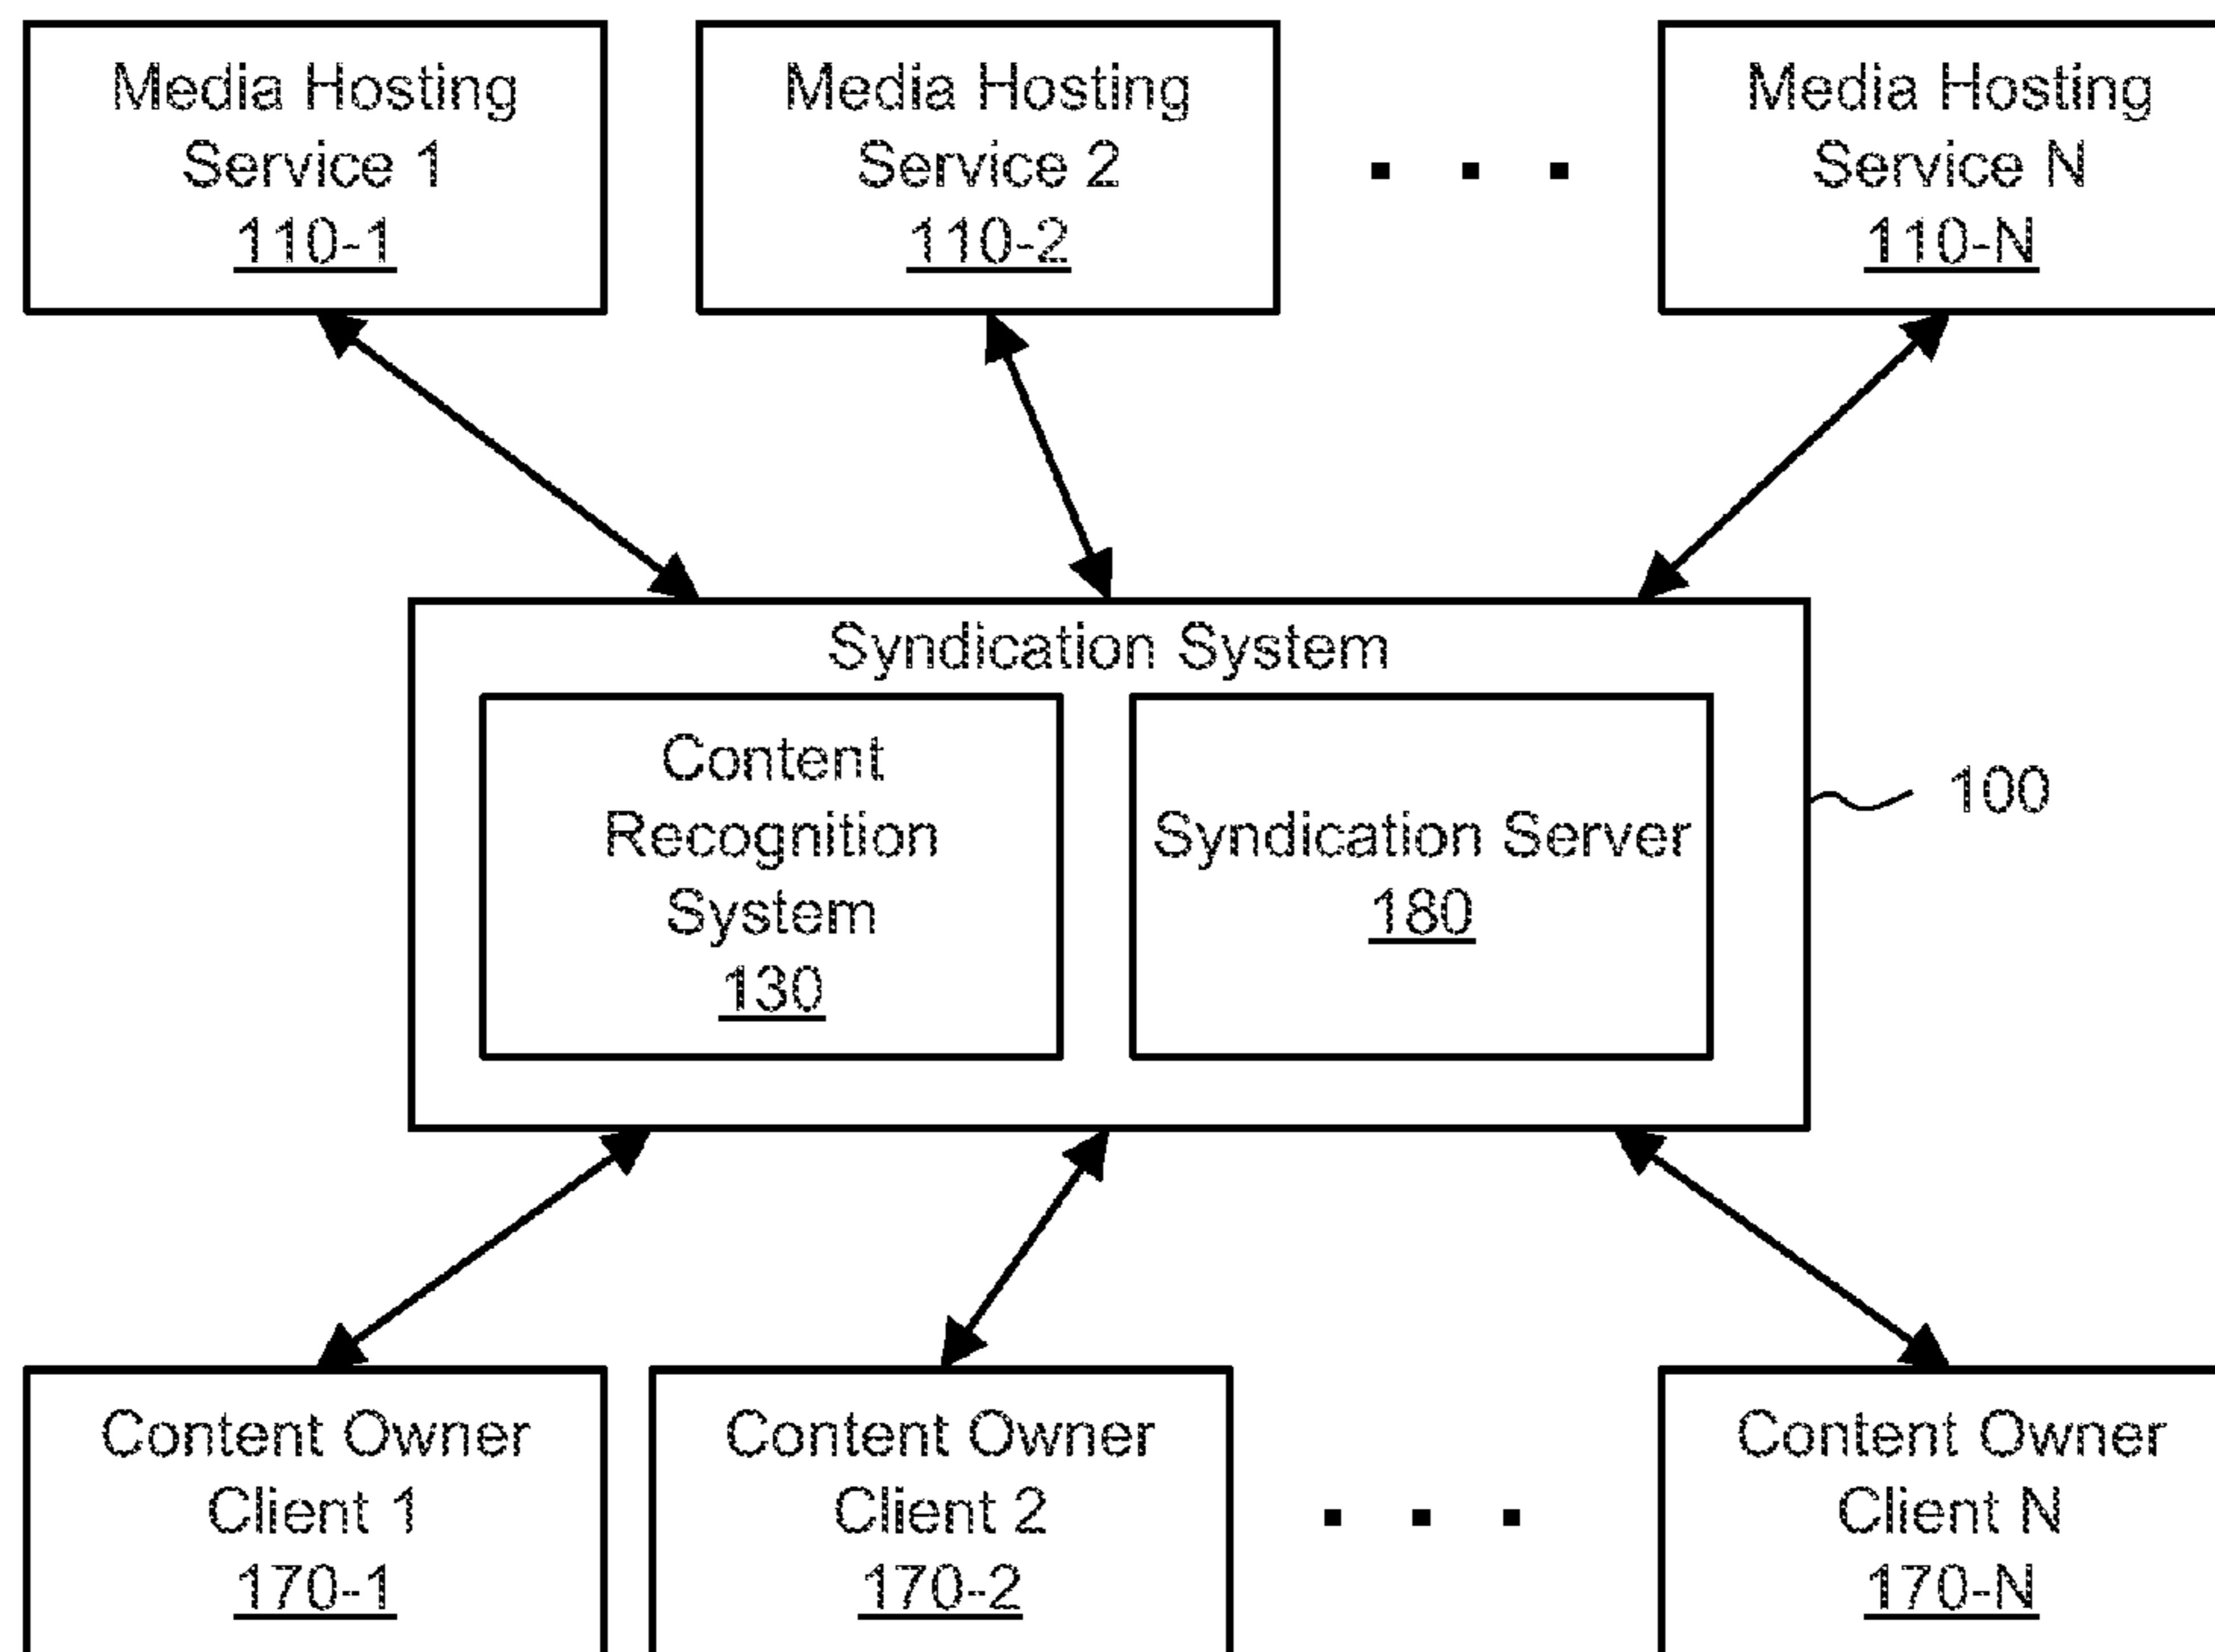 Media Hosting
Service 1
110-1
Media Hosting
Service 2
110-2
Media Hosting
Service N
110-N
Syndication System
Content
Recognition
System
130
Syndication Server
180
100
Content Owner
Client 1
170-1
Content Owner
Client 2
170-2
Content Owner
Client N
170-N